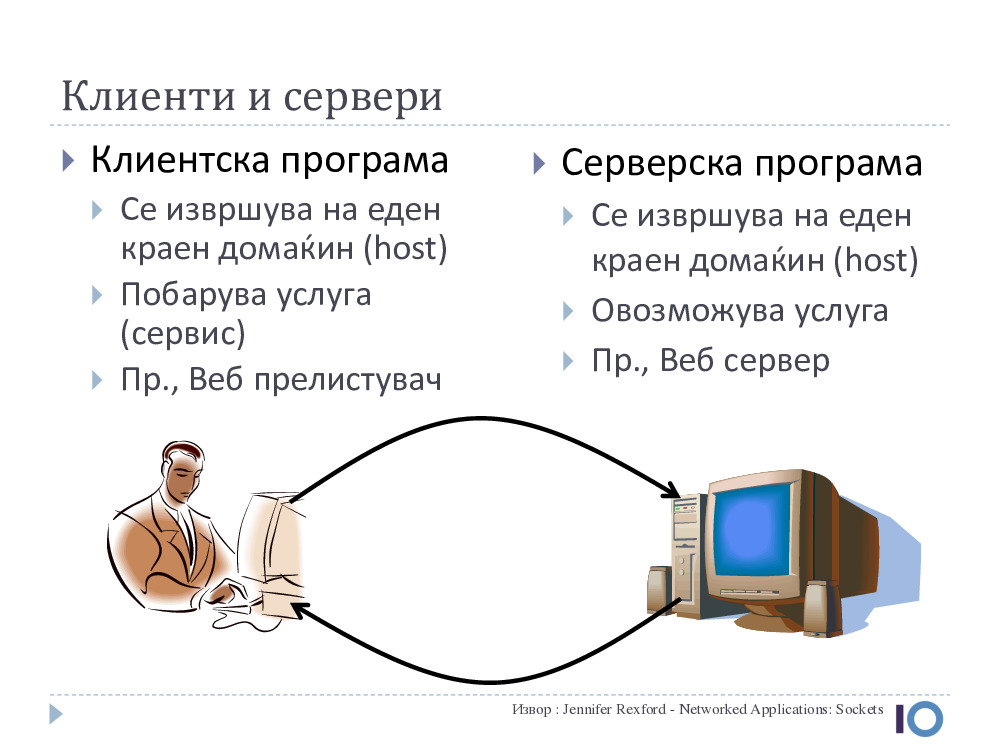 Клиенти и сервери
Клиентска програма
Се извршува на еден
краен домаќин (host)
Побарува услуга
(сервис)
Пр., Веб прелистувач
Серверска програма
Се извршува на еден
краен домаќин (host)
Овозможува услуга
Пр., Веб сервер
Извор : Jennifer Rexford - Networked Applications: Sockets